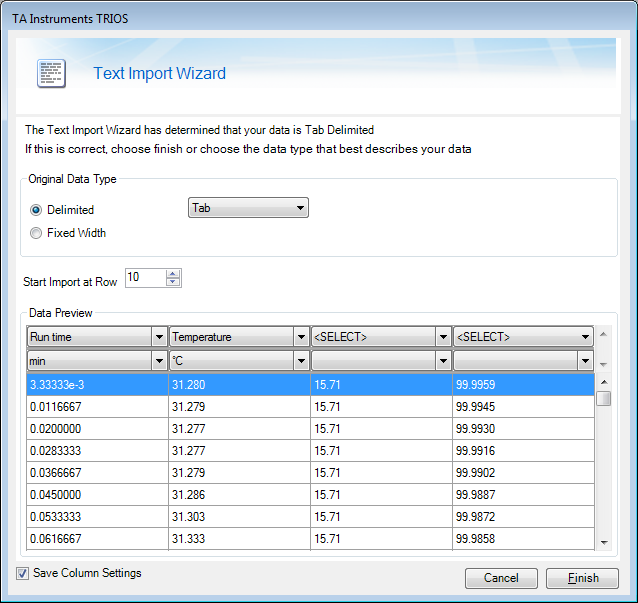 TA Instruments TRIOS
Text Import Wizard
The Text Import Wizard has determined that your data is Tab Delimited
If this is correct, choose finish or choose the data type that best describes your data
Original Data Type
Delimited Tab
Fixed Width
Start Import at Row 10
Data Preview
Run time Temperature <SELECT> <SELECT>
min °C
3.33333e-3 31.280 15.71 99.9959
0.0116667 31.279 15.71 99.9945
0.0200000 31.277 15.71 99.9930
0.0283333 31.277 15.71 99.9916
0.0366667 31.279 15.71 99.9902
0.0450000 31.286 15.71 99.9887
0.0533333 31.303 15.71 99.9872
0.0616667 31.333 15.71 99.9858
Save Column Settings
Cancel Finish